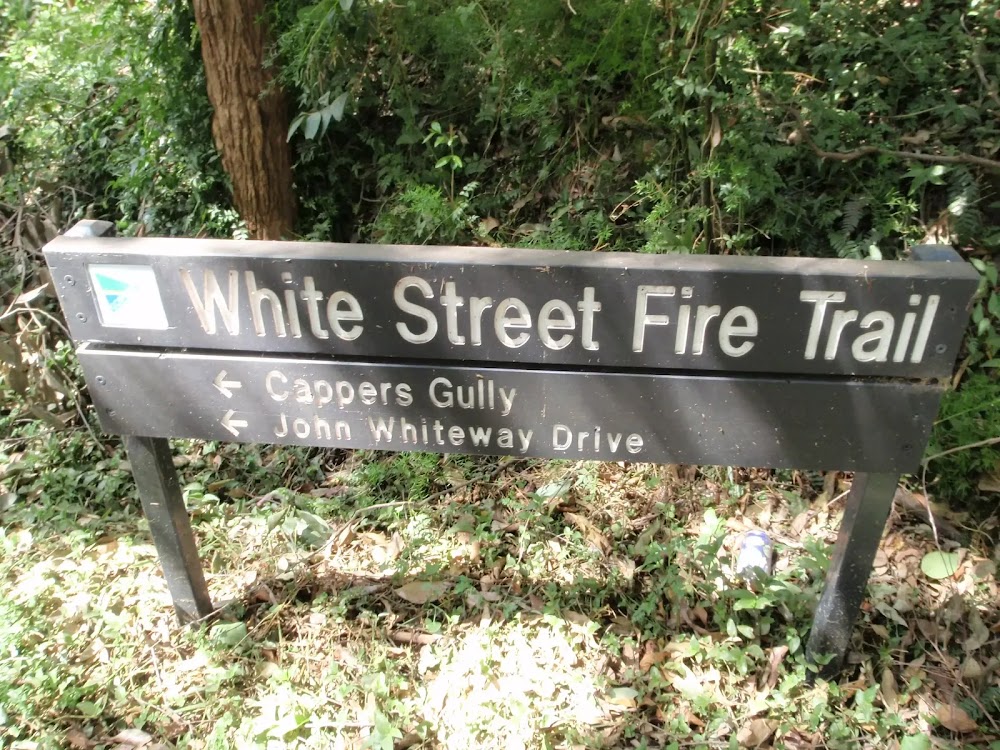 White Street Fire Trail
← Cappers Gully
← John Whiteway Drive